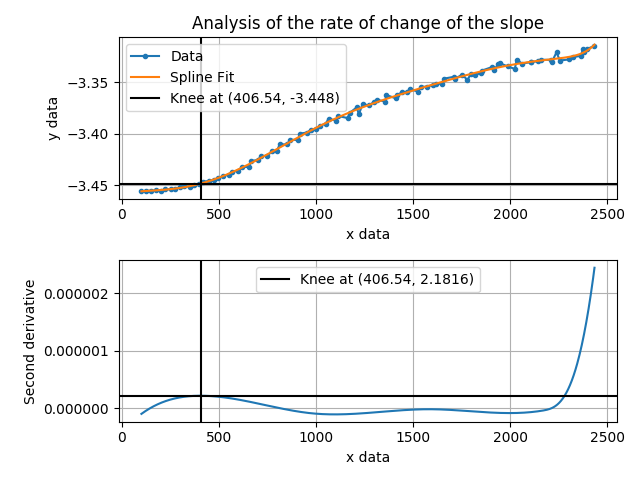 Analysis of the rate of change of the slope
Data
Spline Fit
Knee at (406.54, -3.448)
y data
−3.35
−3.40
−3.45
0 500 1000 1500 2000 2500
x data
Knee at (406.54, 2.1816)
Second derivative
0.000002
0.000001
0.000000
0 500 1000 1500 2000 2500
x data